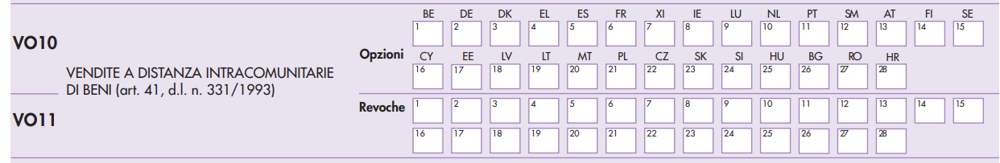 BE DE DK EL ES FR XI IE LU NL PT SM AT FI SE
1 2 3 4 5 6 7 8 9 10 11 12 13 14 15
VO10
Opzioni
CY EE LV LT MT PL CZ SK SI HU BG RO HR
16 17 18 19 20 21 22 23 24 25 26 27 28
VENDITE A DISTANZA INTRACOMUNITARIE
DI BENI (art. 41, d.l. n. 331/1993)
VO11
Revoche
1 2 3 4 5 6 7 8 9 10 11 12 13 14 15
16 17 18 19 20 21 22 23 24 25 26 27 28